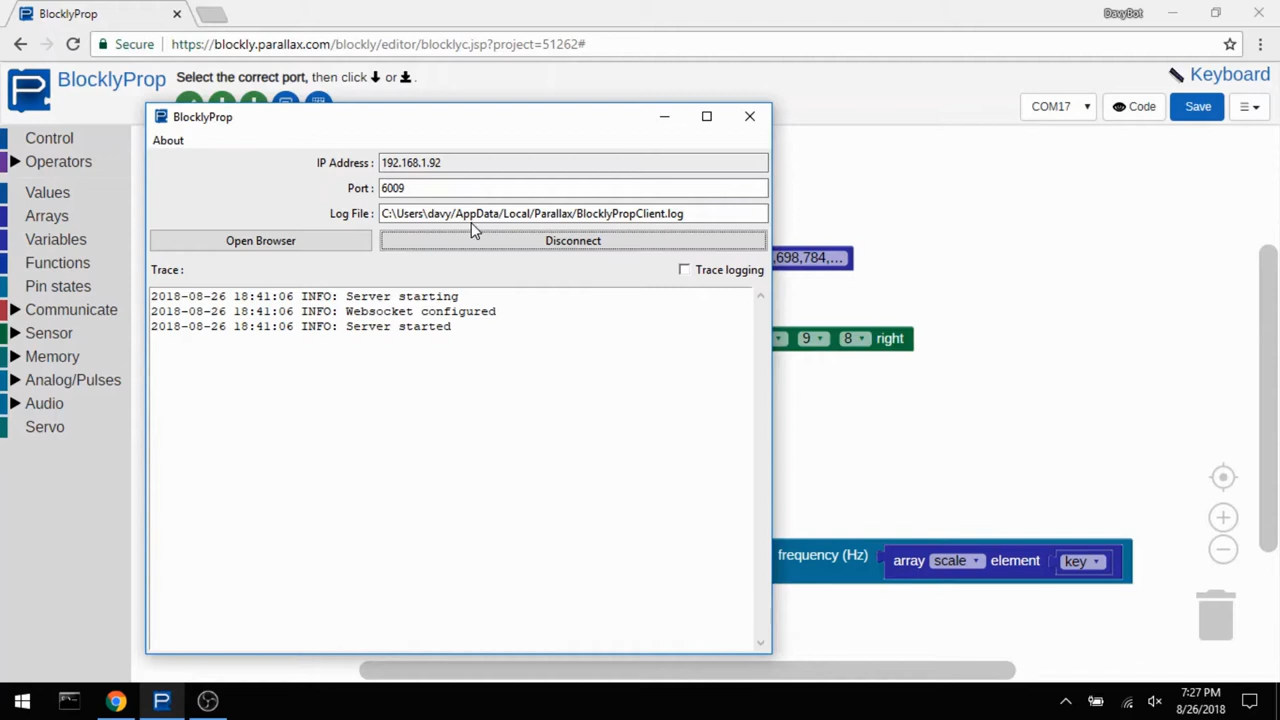 BlocklyProp
DavyBot
Secure
https://blockly.parallax.com/blockly/editor/blocklyc.jsp?project=51262#
BlocklyProp
Select the correct port, then click or .
Keyboard
COM17
Code
Save
BlocklyProp
About
IP Address :
192.168.1.92
Port :
6009
Log File :
C:\Users\davy/AppData/Local/Parallax/BlocklyPropClient.log
Open Browser
Disconnect
Trace :
Trace logging
2018-08-26 18:41:06 INFO: Server starting
2018-08-26 18:41:06 INFO: Websocket configured
2018-08-26 18:41:06 INFO: Server started
Control
Operators
Values
Arrays
Variables
Functions
Pin states
Communicate
Sensor
Memory
Analog/Pulses
Audio
Servo
,698,784,...
9 8 right
frequency (Hz) array scale element key
7:27 PM
8/26/2018